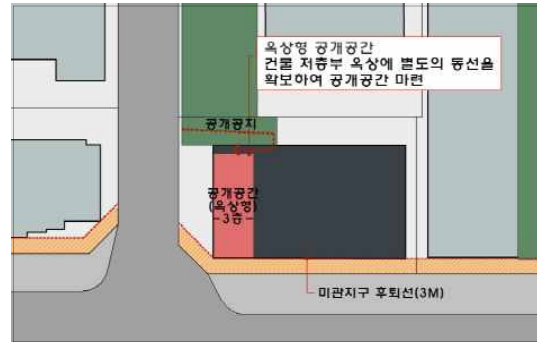 옥상형 공개공간
건물 저층부 옥상에 별도의 동선을
확보하여 공개공간 마련
공개공지
공개공간
(옥상형)
-3층-
미관지구 후퇴선(3M)